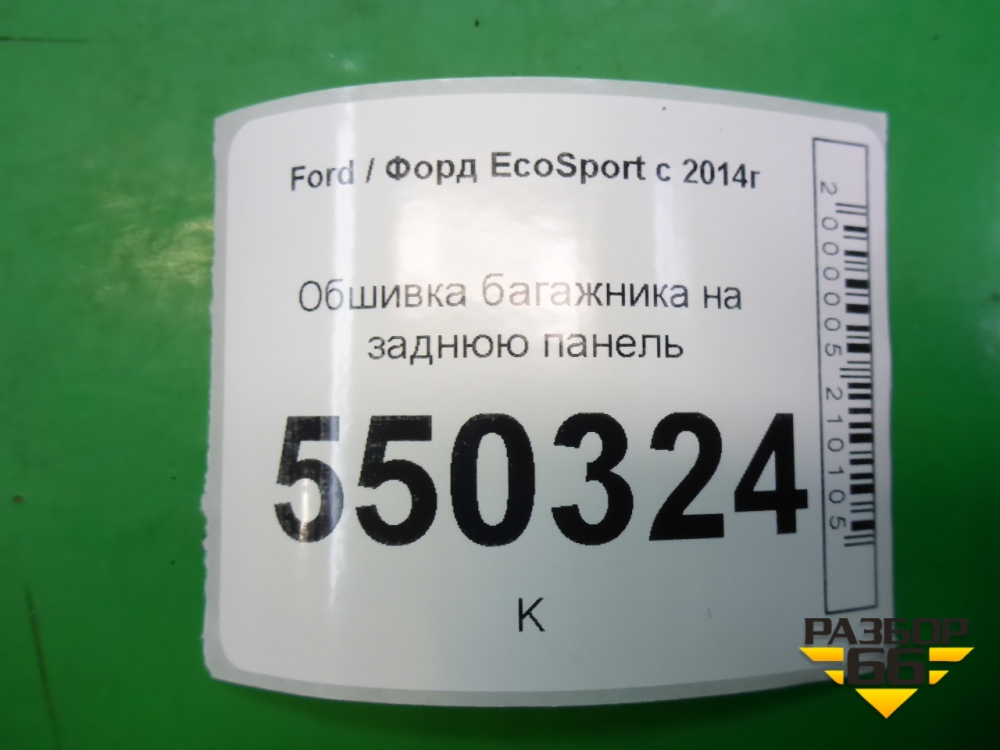 Ford / Форд EcoSport с 2014г
Обшивка багажника на
заднюю панель
550324
К
2000005210105
РАЗБОР
66